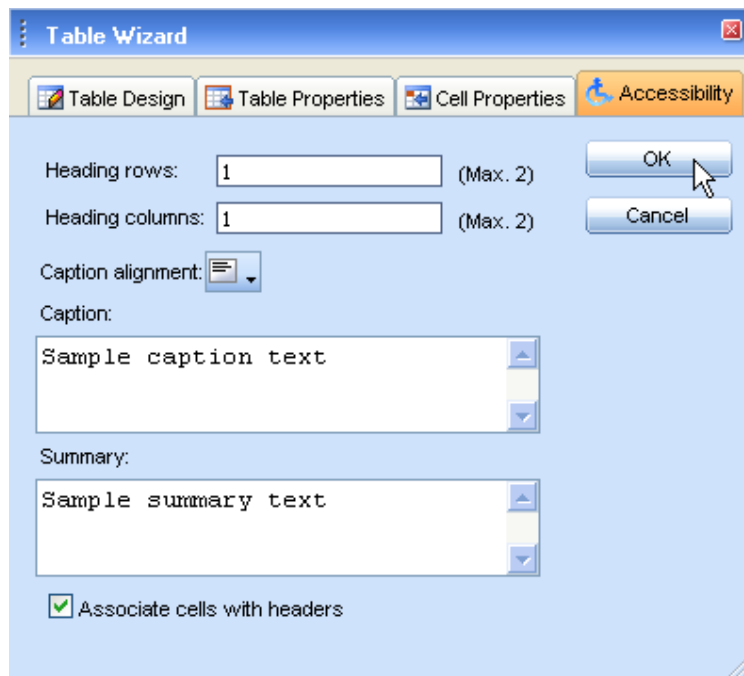 Table Wizard
Table Design Table Properties Cell Properties Accessibility
Heading rows: 1 (Max. 2) OK
Heading columns: 1 (Max. 2) Cancel
Caption alignment:
Caption:
Sample caption text
Summary:
Sample summary text
Associate cells with headers